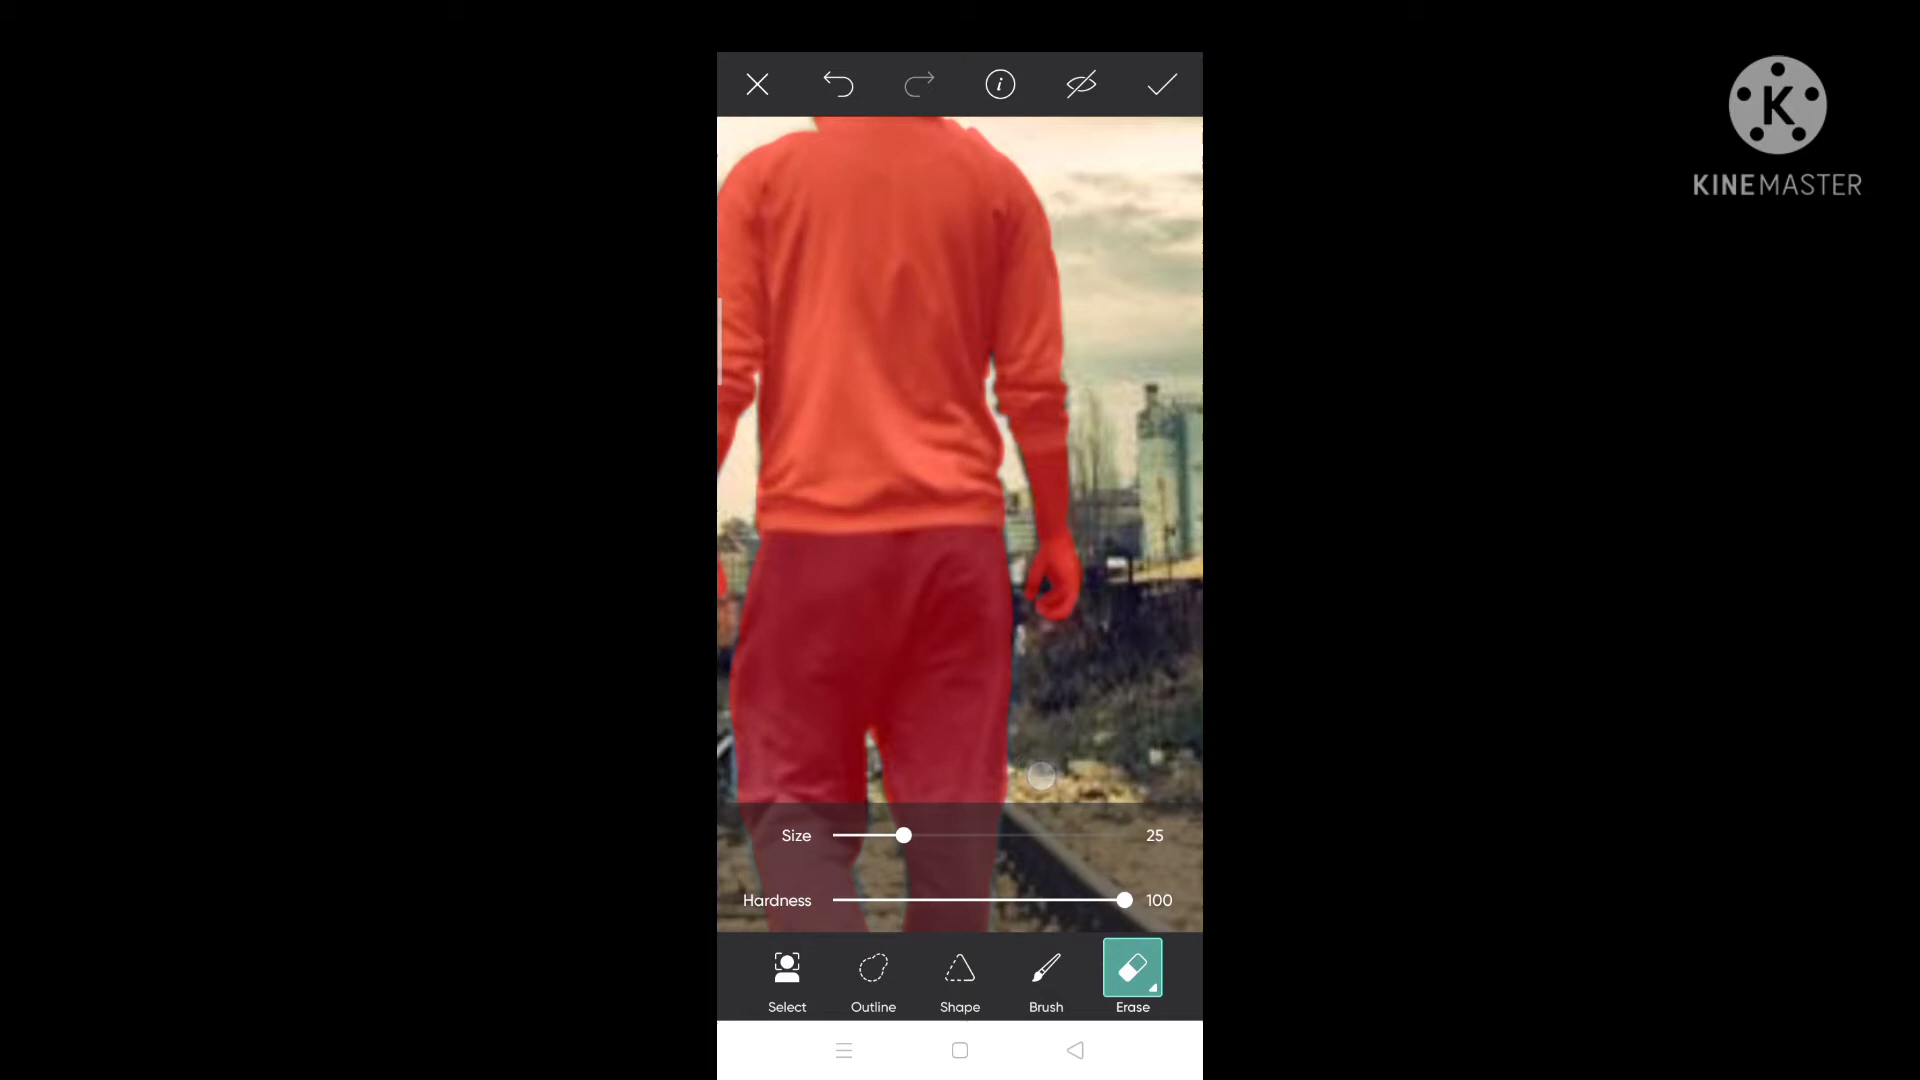 K
KINEMASTER
Size 25
Hardness 100
Select Outline Shape Brush Erase